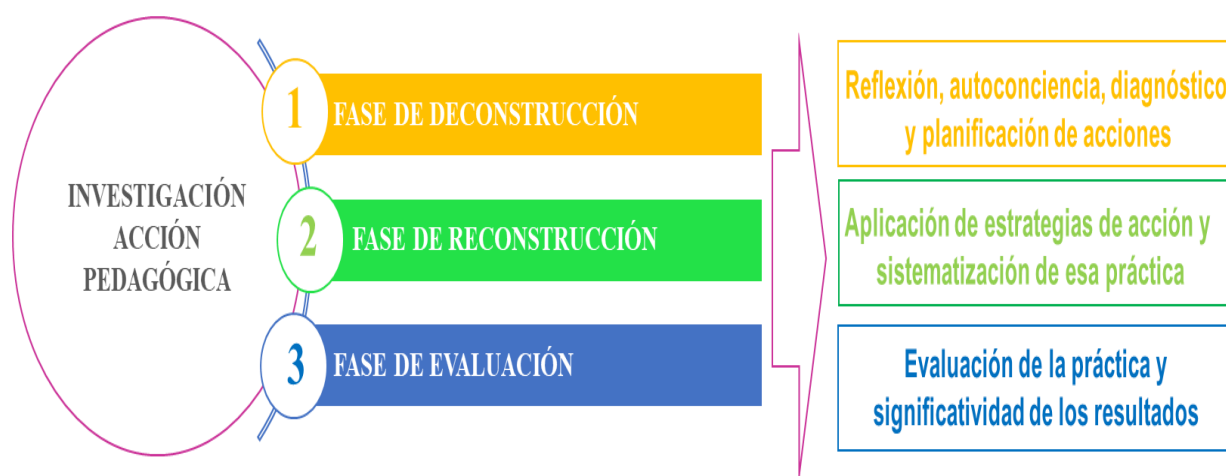 INVESTIGACIÓN
ACCIÓN
PEDAGÓGICA
1
FASE DE DECONSTRUCCIÓN
2
FASE DE RECONSTRUCCIÓN
3
FASE DE EVALUACIÓN
Reflexión, autoconciencia, diagnóstico
y planificación de acciones
Aplicación de estrategias de acción y
sistematización de esa práctica
Evaluación de la práctica y
significatividad de los resultados